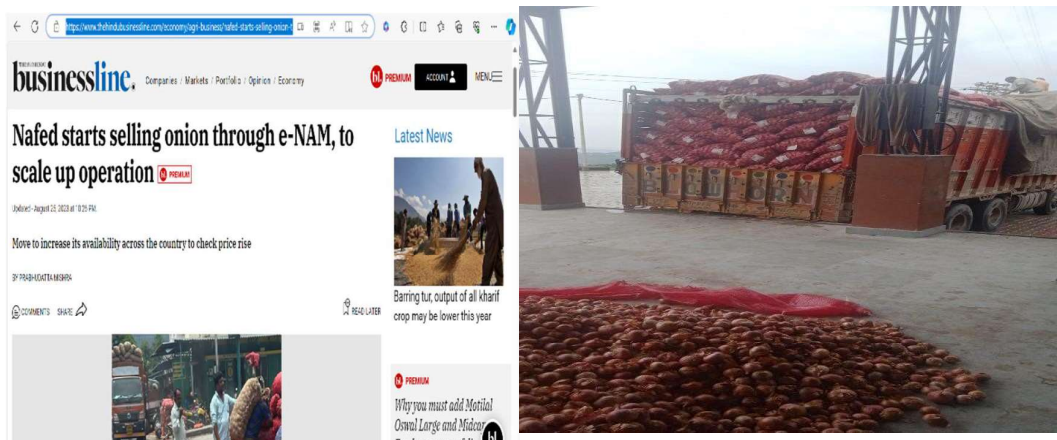 https://www.thehindubusinessline.com/economy/agri-business/nafed-starts-selling-onion-t
businessline.
Companies / Markets / Portfolio / Opinion / Economy
hl. PREMIUM
ACCOUNT
MENU
Nafed starts selling onion through e-NAM, to
scale up operation
PREMIUM
Move to increase its availability across the country to check price rise
BY PRABHUDATTA MISHRA
COMMENTS SHARE
READ LATER
Latest News
Barring tur, output of all kharif
crop may be lower this year
bl. PREMIUM
Why you must add Motilal
Oswal Large and Midcap
bl.